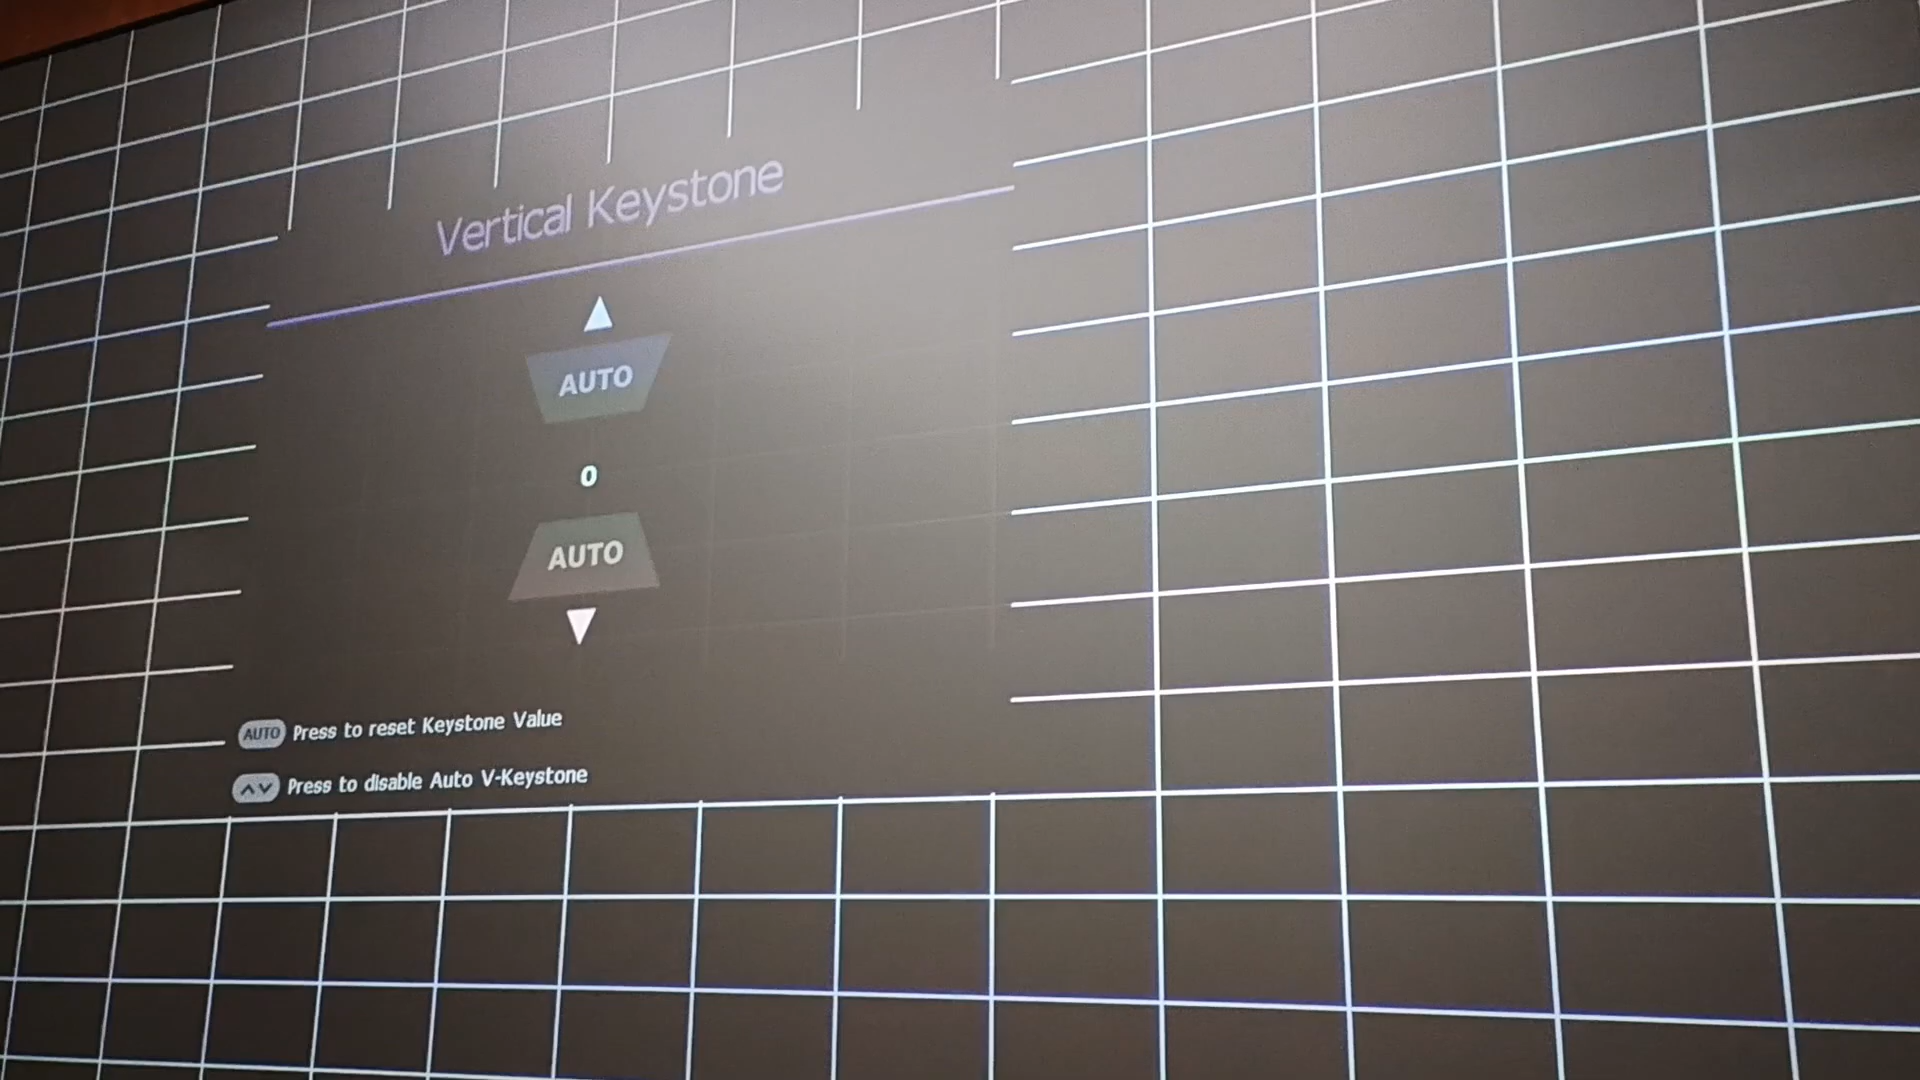 Vertical Keystone
AUTO
0
AUTO
AUTO Press to reset Keystone Value
Press to disable Auto V-Keystone